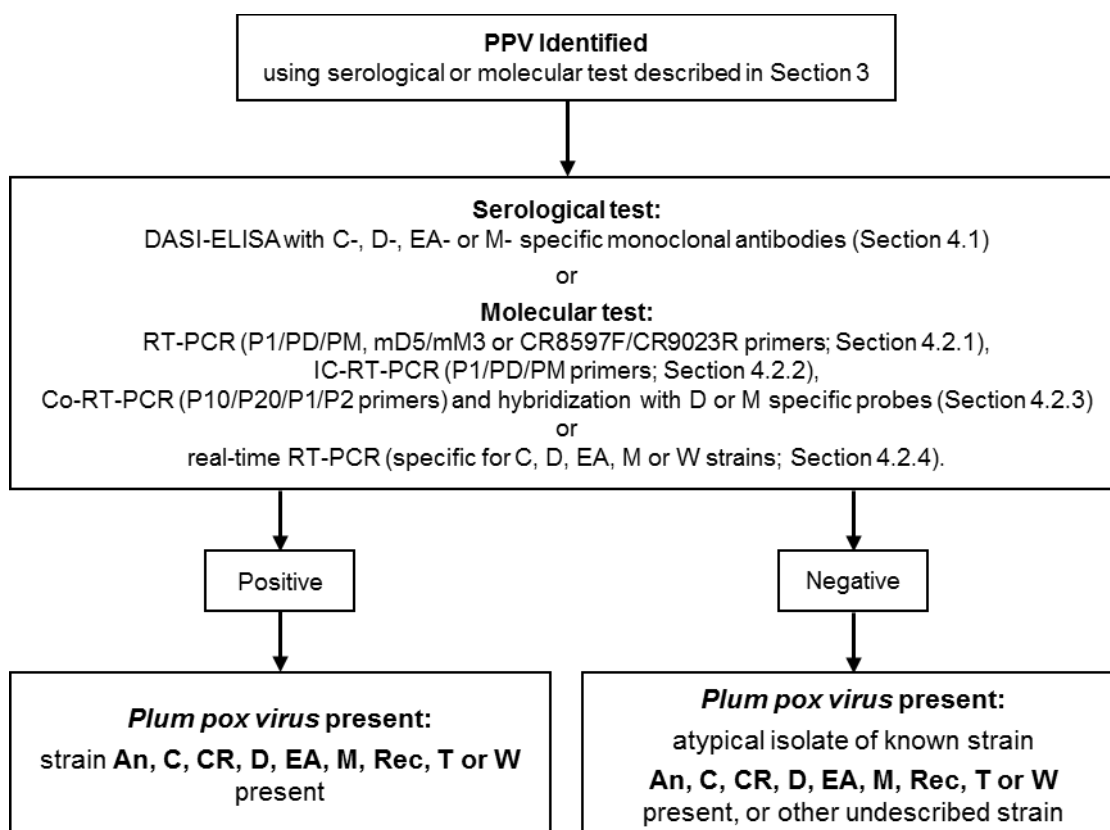 PPV Identified
using serological or molecular test described in Section 3
Serological test:
DASI-ELISA with C-, D-, EA- or M- specific monoclonal antibodies (Section 4.1)
or
Molecular test:
RT-PCR (P1/PD/PM, mD5/mM3 or CR8597F/CR9023R primers; Section 4.2.1),
IC-RT-PCR (P1/PD/PM primers; Section 4.2.2),
Co-RT-PCR (P10/P20/P1/P2 primers) and hybridization with D or M specific probes (Section 4.2.3)
or
real-time RT-PCR (specific for C, D, EA, M or W strains; Section 4.2.4).
Positive
Negative
Plum pox virus present:
strain An, C, CR, D, EA, M, Rec, T or W
present
Plum pox virus present:
atypical isolate of known strain
An, C, CR, D, EA, M, Rec, T or W
present, or other undescribed strain